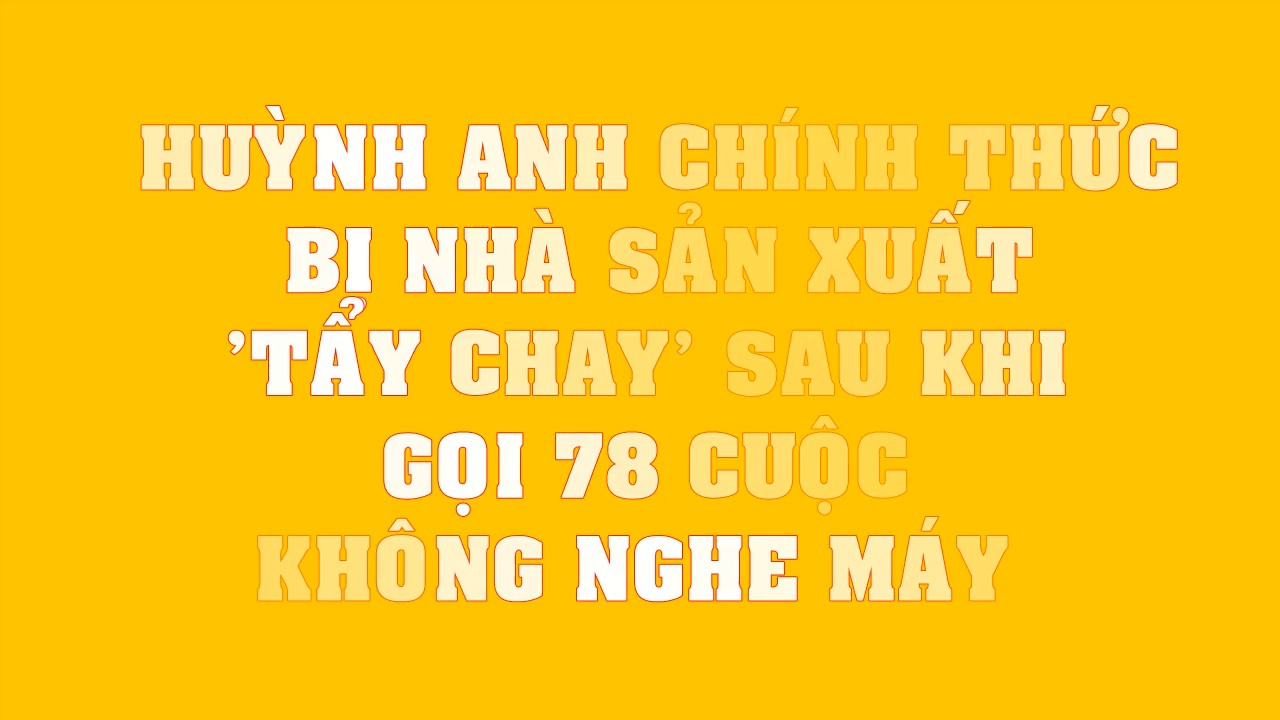 HUỲNH ANH CHÍNH THỨC
BỊ NHÀ SẢN XUẤT
’TẨY CHAY’ SAU KHI
GỌI 78 CUỘC
KHÔNG NGHE MÁY